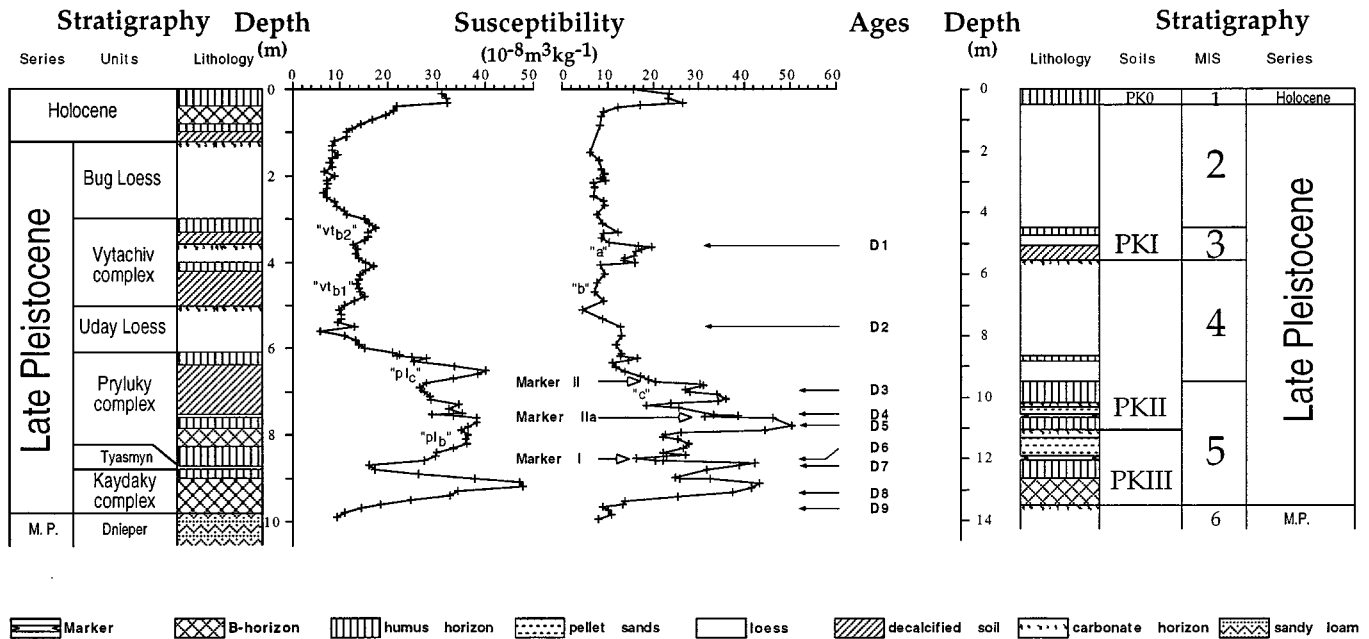 Stratigraphy Depth Susceptibility Ages Depth Stratigraphy
(m) (10-8m3kg-1) (m)
Series Units Lithology Lithology Soils MIS Series
0 10 20 30 40 50 0 10 20 30 40 50 60
0
2
4
6
8
10
0
2
4
6
8
10
12
14
Holocene
Late Pleistocene
Bug Loess
Vytachiv
complex
Uday Loess
Pryluky
complex
Tyasmyn
Kaydaky
complex
M.P. Dnieper
"vtb2"
"vtb1"
"plc"
"plb"
"a"
"b"
"c"
Marker II
Marker IIa
Marker I
D1
D2
D3
D4
D5
D6
D7
D8
D9
PK0 1 Holocene
2
PKI 3
4
PKII
5
PKIII
6 M.P.
Late Pleistocene
Marker B-horizon humus horizon pellet sands loess decalcified soil carbonate horizon sandy loam